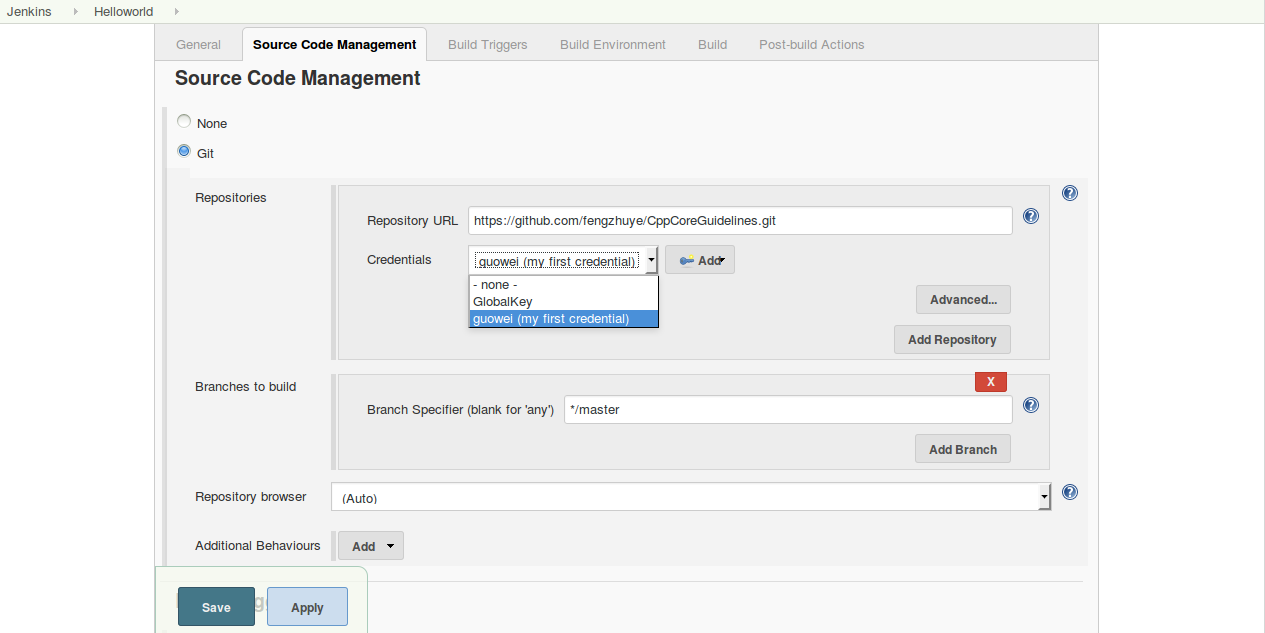 Jenkins Helloworld
General Source Code Management Build Triggers Build Environment Build Post-build Actions
Source Code Management
None
Git
Repositories
Repository URL https://github.com/fengzhuye/CppCoreGuidelines.git
Credentials guowei (my first credential) Add
- none -
GlobalKey
guowei (my first credential)
Advanced...
Add Repository
Branches to build
X
Branch Specifier (blank for 'any') */master
Add Branch
Repository browser (Auto)
Additional Behaviours Add
Save Apply